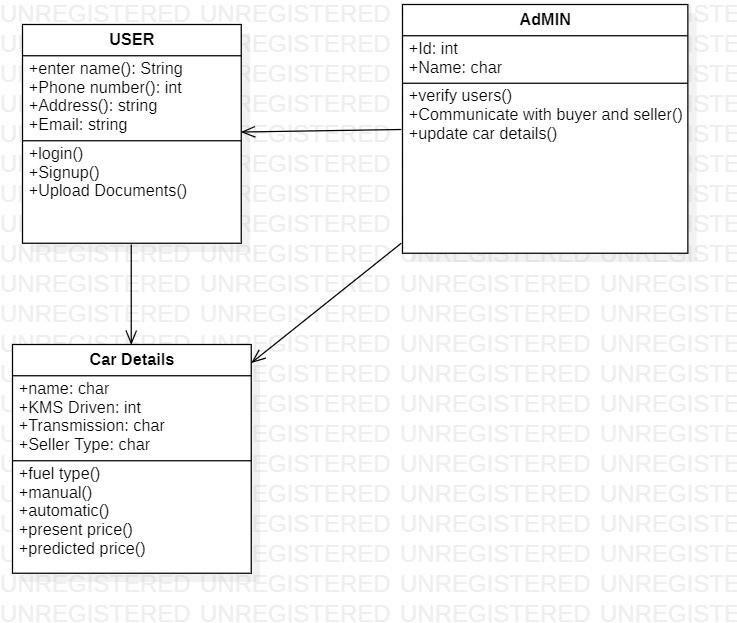 USER
+enter name(): String
+Phone number(): int
+Address(): string
+Email: string
+login()
+Signup()
+Upload Documents()
AdMIN
+Id: int
+Name: char
+verify users()
+Communicate with buyer and seller()
+update car details()
Car Details
+name: char
+KMS Driven: int
+Transmission: char
+Seller Type: char
+fuel type()
+manual()
+automatic()
+present price()
+predicted price()
UNREGISTERED